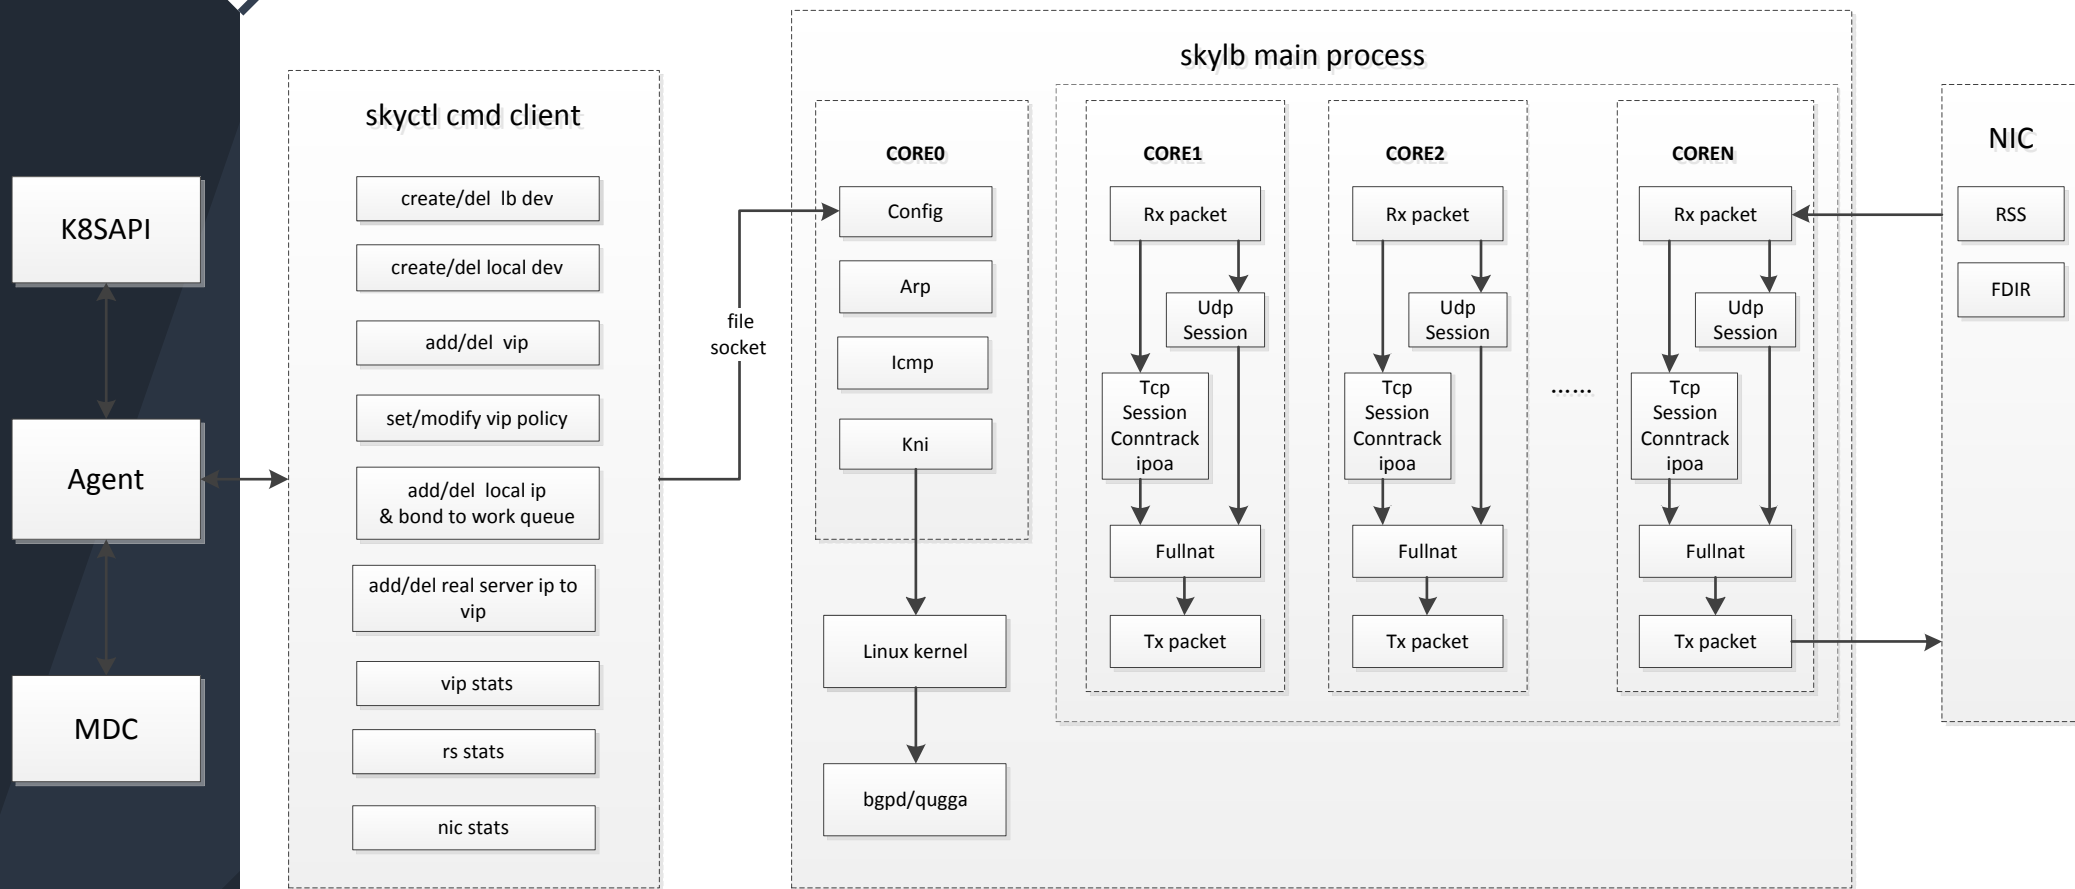 K8SAPI
Agent
MDC
skyctl cmd client
create/del lb dev
create/del local dev
add/del vip
set/modify vip policy
add/del local ip
& bond to work queue
add/del real server ip to
vip
vip stats
rs stats
nic stats
file
socket
skylb main process
CORE0
Config
Arp
Icmp
Kni
Linux kernel
bgpd/qugga
CORE1
Rx packet
Udp
Session
Tcp
Session
Conntrack
ipoa
Fullnat
Tx packet
CORE2
Rx packet
Udp
Session
Tcp
Session
Conntrack
ipoa
Fullnat
Tx packet
......
COREN
Rx packet
Udp
Session
Tcp
Session
Conntrack
ipoa
Fullnat
Tx packet
NIC
RSS
FDIR